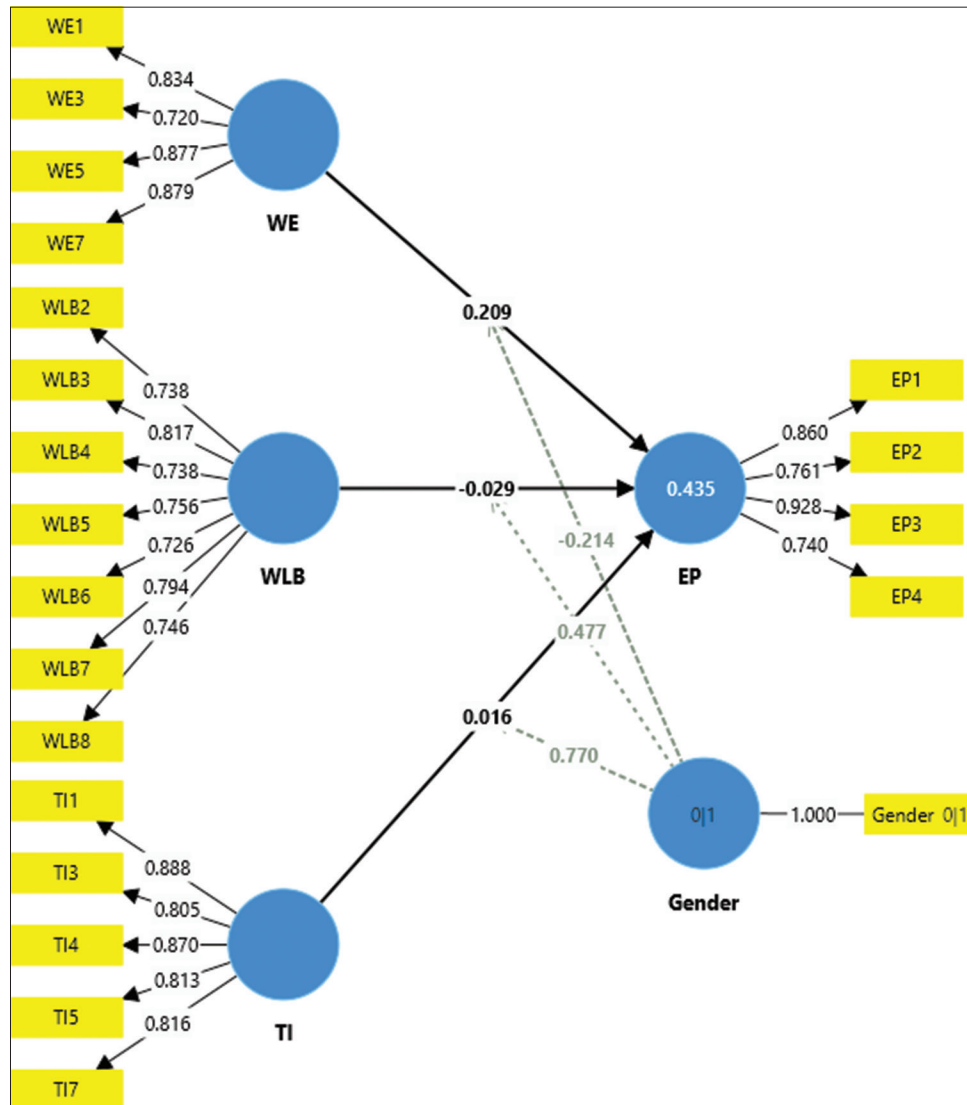 WE1
0.834
WE3
0.720
WE5
0.877
0.879
WE7
WE
WLB2
0.738
WLB3
0.817
WLB4
0.738
WLB5
0.756
0.726
WLB6
0.794
0.746
WLB7
WLB8
WLB
0.209
-0.029
0.016
-0.214
0.477
0.770
0.435
EP
EP1
0.860
EP2
0.761
0.928
EP3
0.740
EP4
TI1
0.888
TI3
0.805
TI4
0.870
0.813
TI5
0.816
TI7
TI
0|1
Gender
1.000
Gender 0|1